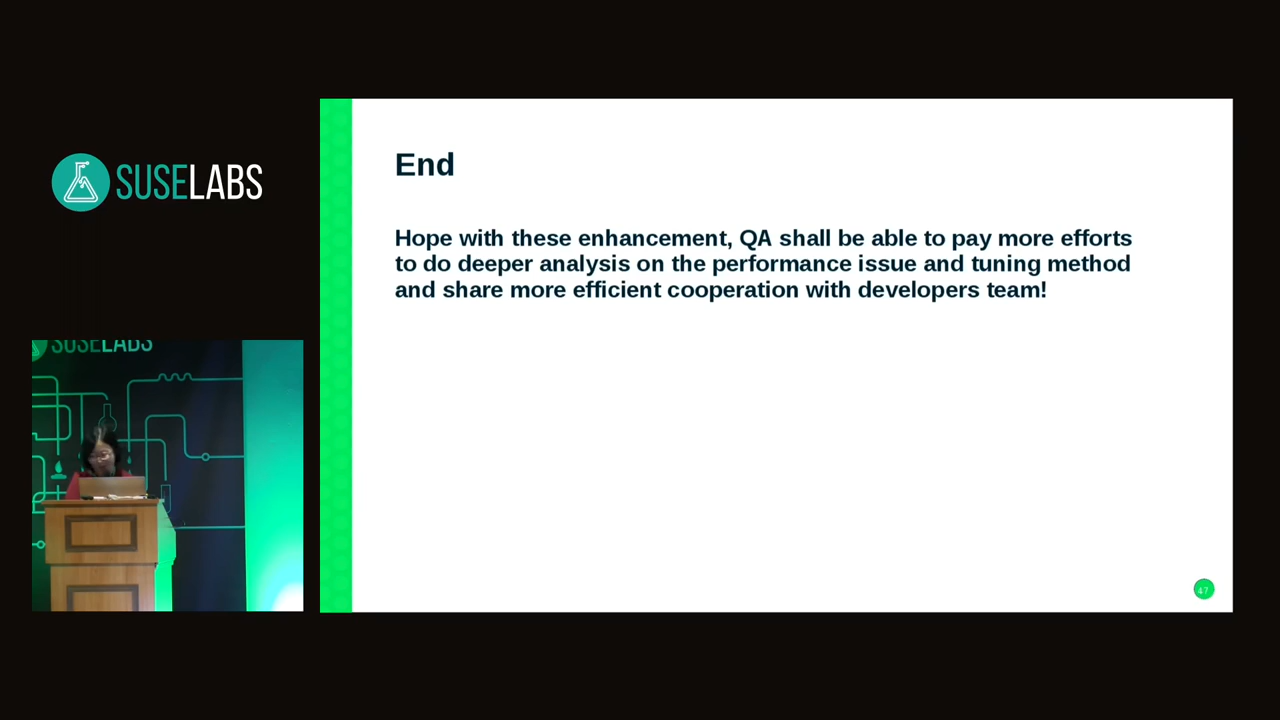 SUSELABS
End
Hope with these enhancement, QA shall be able to pay more efforts
to do deeper analysis on the performance issue and tuning method
and share more efficient cooperation with developers team!
SUSELABS
47